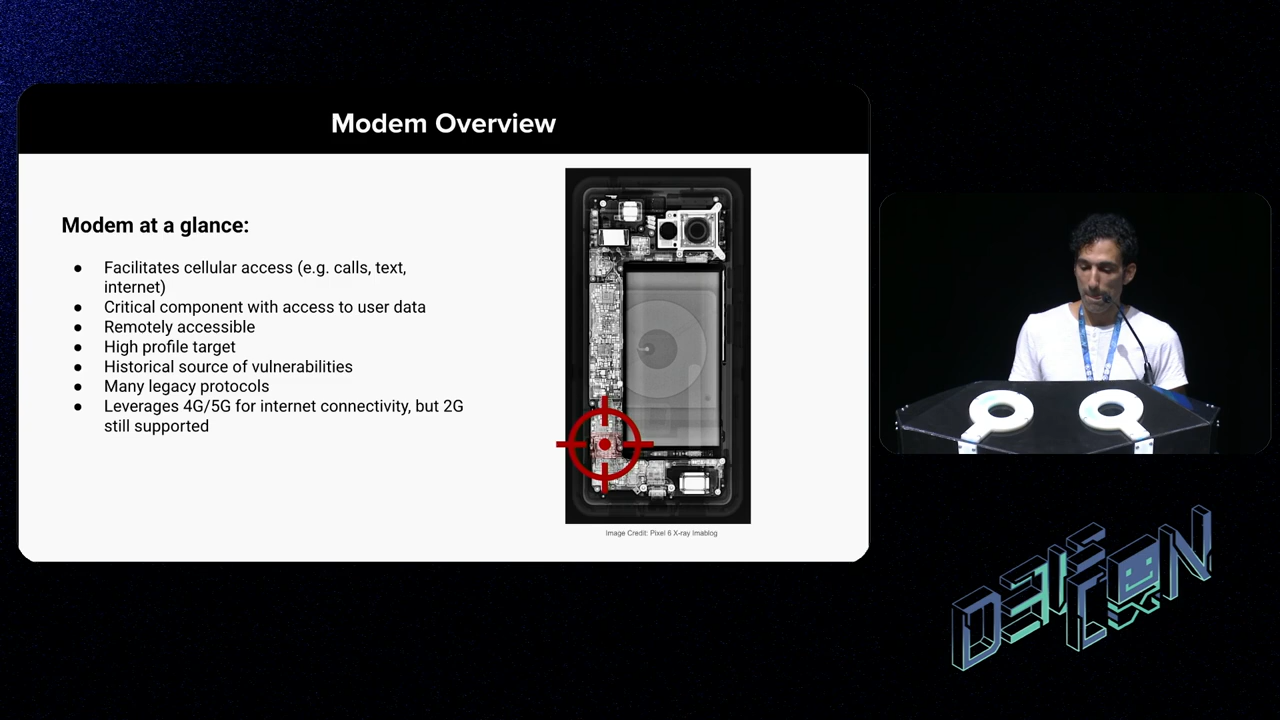 Modem Overview
Modem at a glance:
● Facilitates cellular access (e.g. calls, text,
internet)
● Critical component with access to user data
● Remotely accessible
● High profile target
● Historical source of vulnerabilities
● Many legacy protocols
● Leverages 4G/5G for internet connectivity, but 2G
still supported
Image Credit: Pixel 6 X-ray Imablog
DEF CON